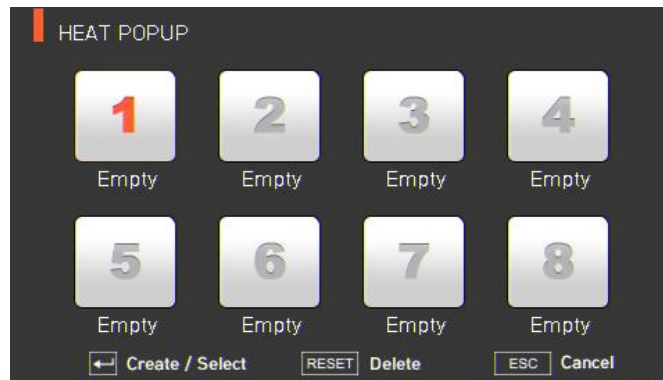 HEAT POPUP
1 2 3 4
Empty Empty Empty Empty
5 6 7 8
Empty Empty Empty Empty
Create / Select RESET Delete ESC Cancel